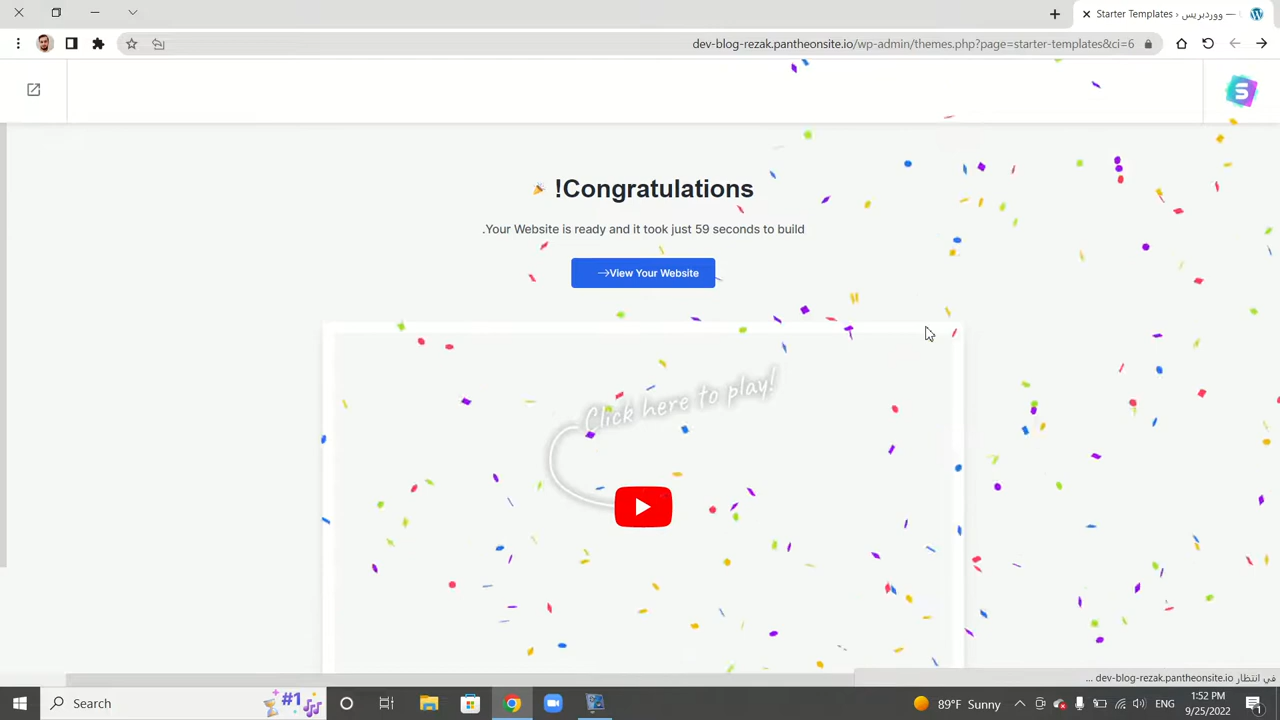 Starter Templates ‹ ووردبريس —
dev-blog-rezak.pantheonsite.io/wp-admin/themes.php?page=starter-templates&ci=6
S
!Congratulations
.Your Website is ready and it took just 59 seconds to build
View Your Website
Click here to play!
في انتظار dev-blog-rezak.pantheonsite.io ...
Search
#1
89°F Sunny
ENG
1:52 PM
9/25/2022
1